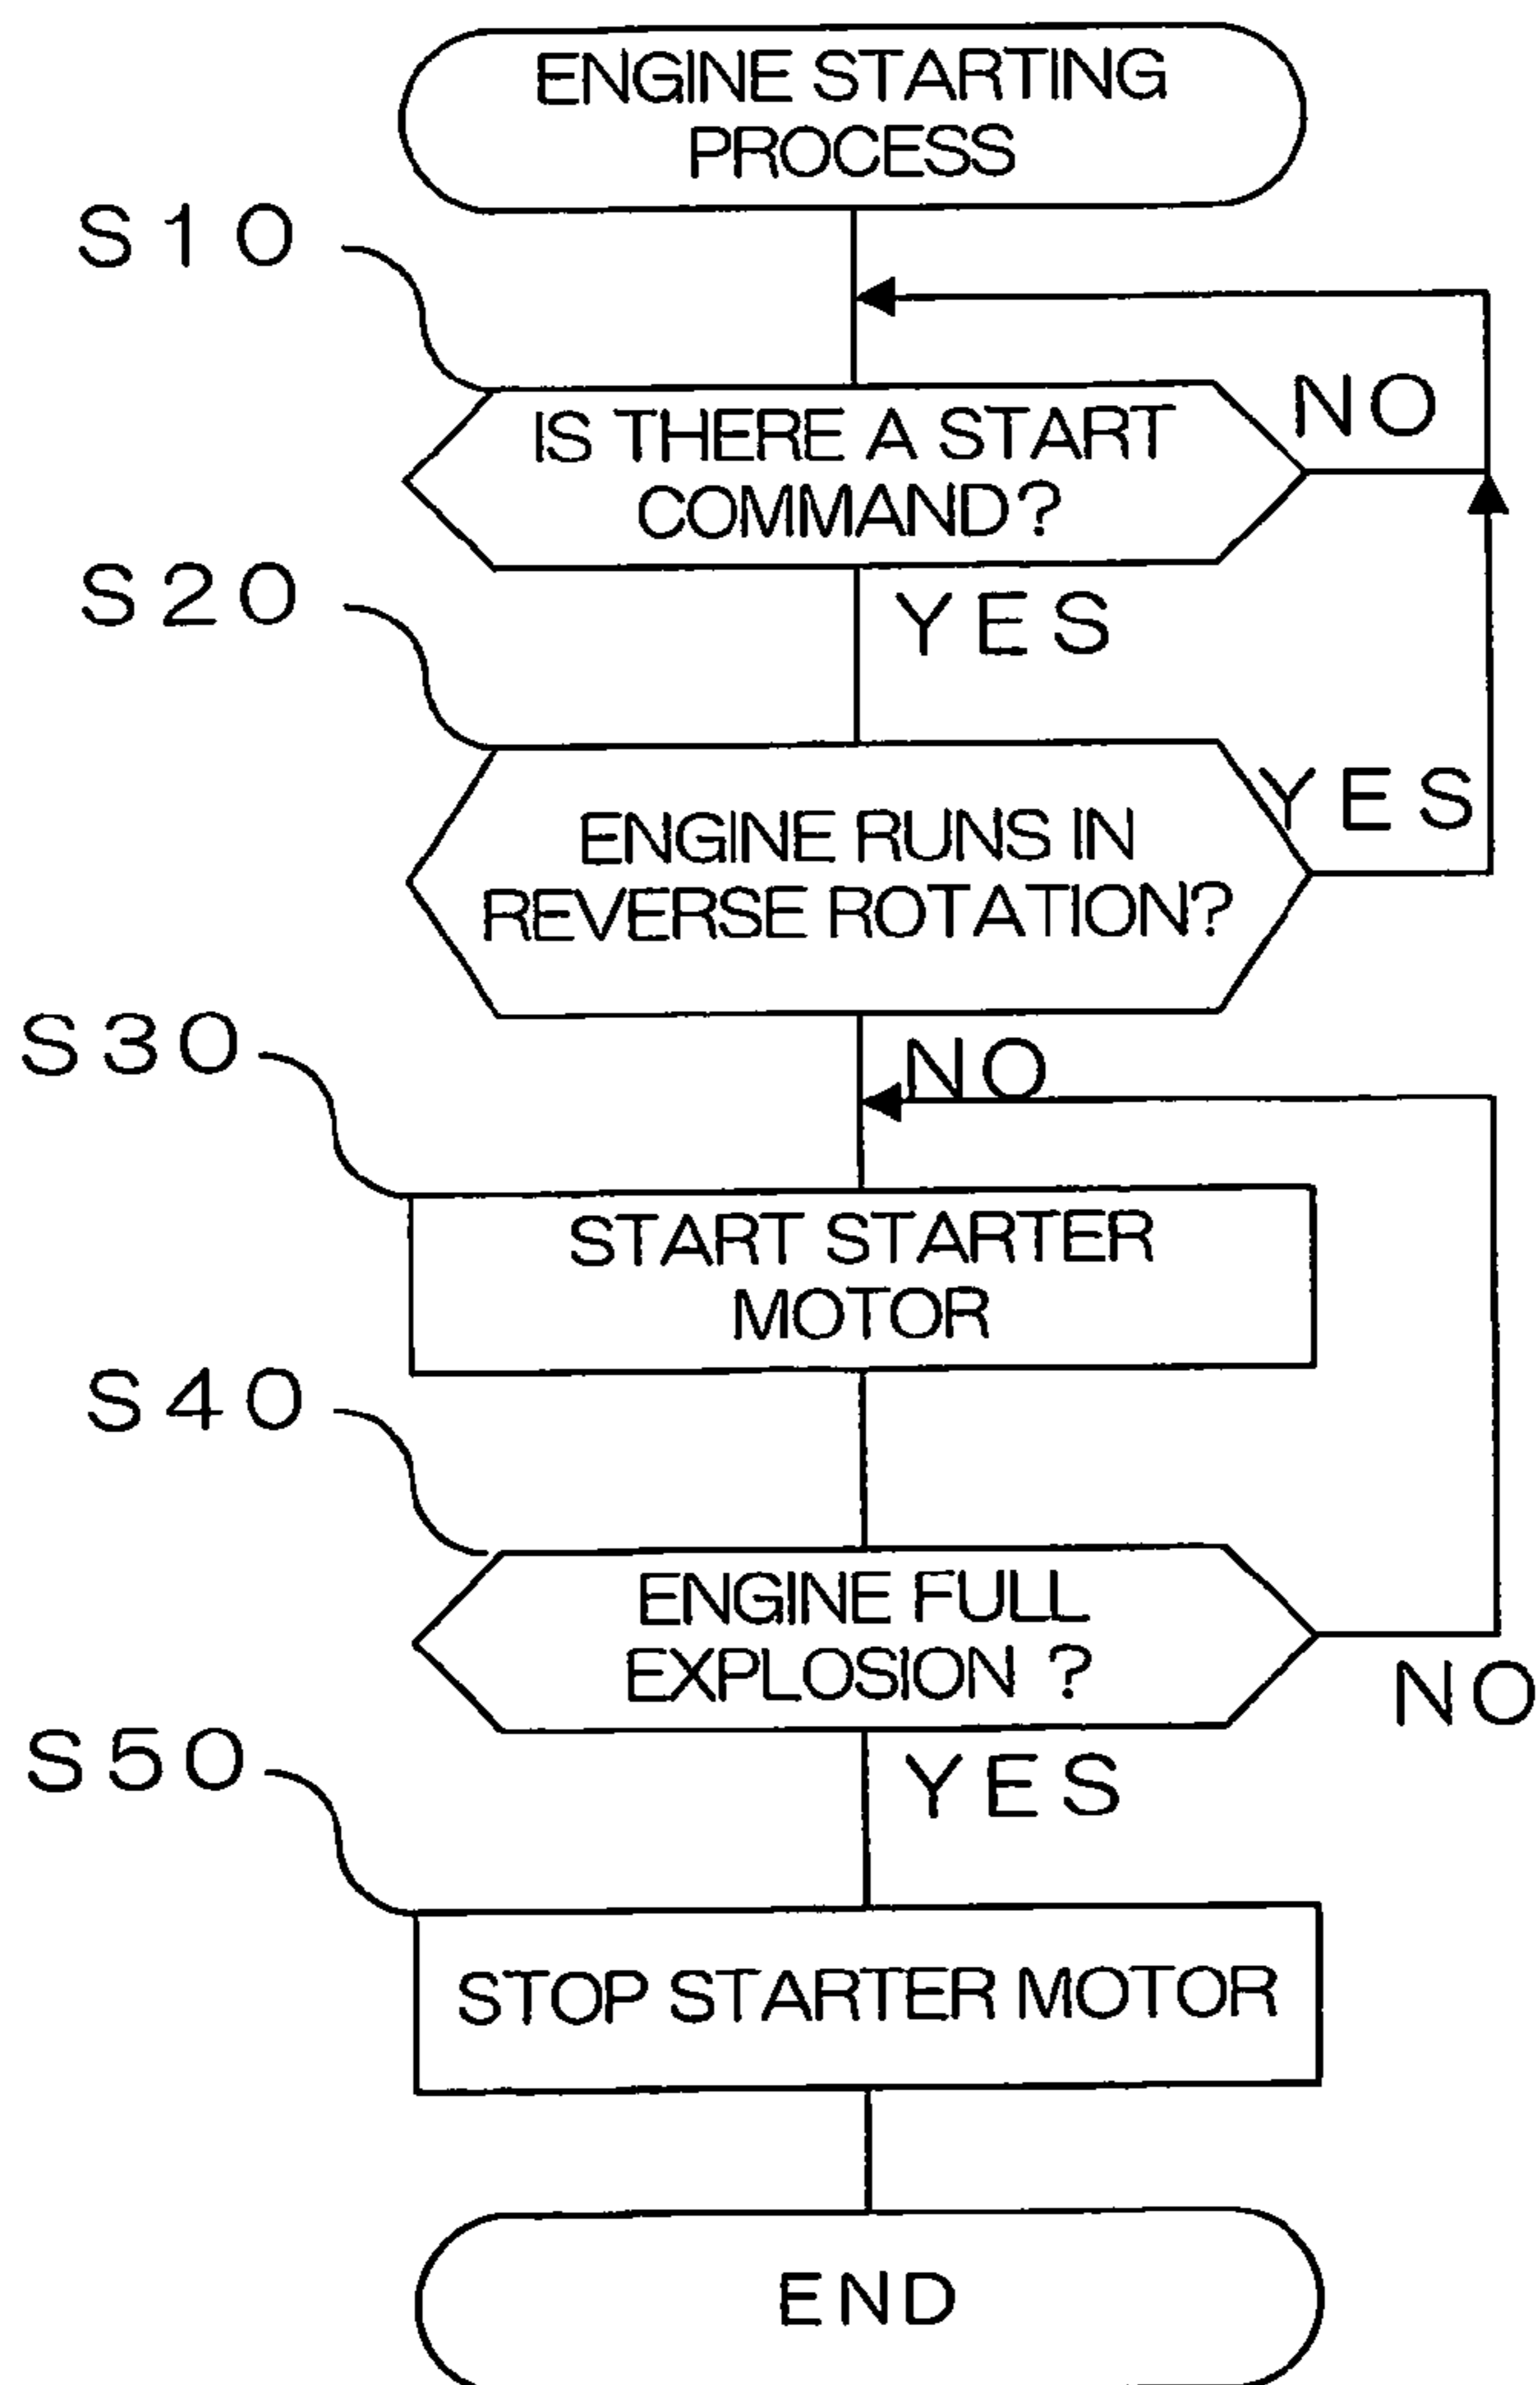 ENGINE STARTING
PROCESS
S10
IS THERE A START
COMMAND?
NO
S20
YES
ENGINE RUNS IN
REVERSE ROTATION?
YES
S30
NO
START STARTER
MOTOR
S40
ENGINE FULL
EXPLOSION ?
NO
S50
YES
STOP STARTER MOTOR
END